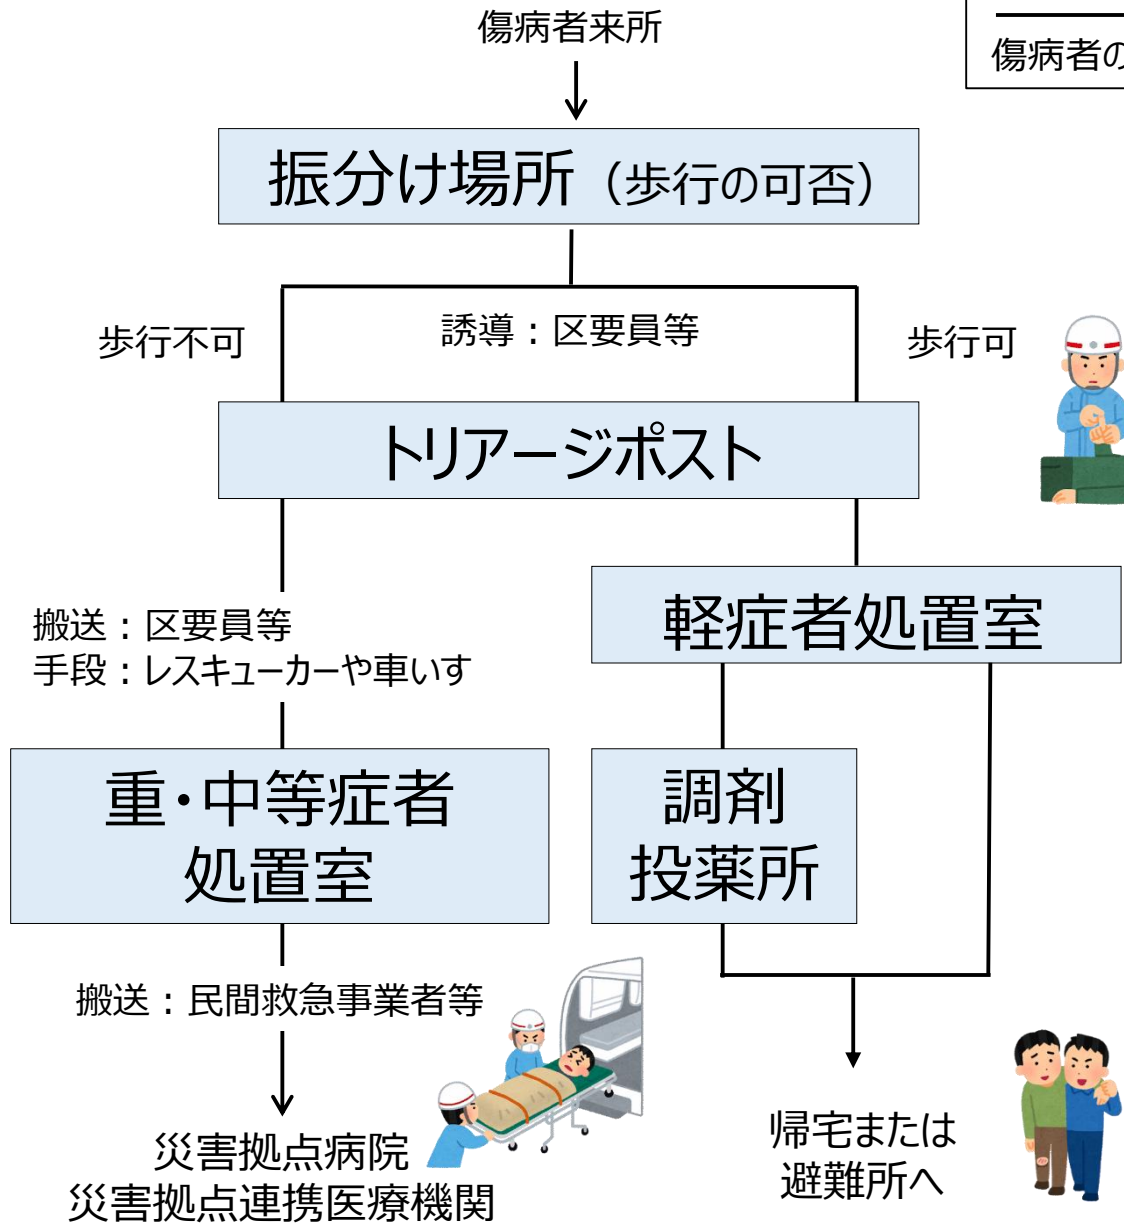 傷病者来所
傷病者の
振分け場所（歩行の可否）
歩行不可
誘導：区要員等
歩行可
トリアージポスト
搬送：区要員等
手段：レスキューカーや車いす
軽症者処置室
重・中等症者
処置室
調剤
投薬所
搬送：民間救急事業者等
災害拠点病院
災害拠点連携医療機関
帰宅または
避難所へ